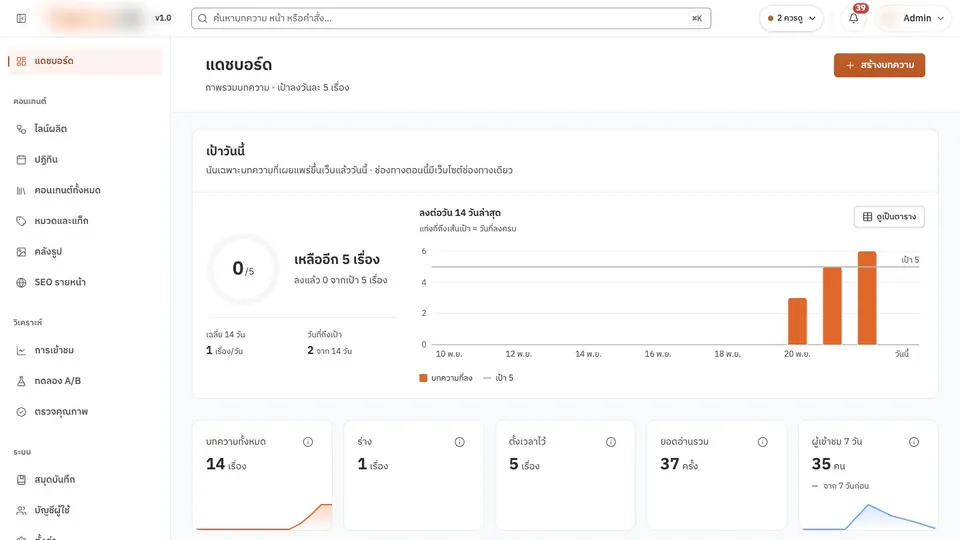 v1.0
ค้นหาบทความ หน้า หรือคำสั่ง...
⌘K
2 ควรดู
39
Admin
แดชบอร์ด
คอนเทนต์
ไลน์ผลิต
ปฏิทิน
คอนเทนต์ทั้งหมด
หมวดและแท็ก
คลังรูป
SEO รายหน้า
วิเคราะห์
การเข้าชม
ทดลอง A/B
ตรวจคุณภาพ
ระบบ
สมุดบันทึก
บัญชีผู้ใช้
แดชบอร์ด
ภาพรวมบทความ · เป้าลงวันละ 5 เรื่อง
+ สร้างบทความ
เป้าวันนี้
นับเฉพาะบทความที่เผยแพร่ขึ้นเว็บแล้ววันนี้ · ช่องทางตอนนี้มีเว็บไซต์ช่องทางเดียว
0/5
เหลืออีก 5 เรื่อง
ลงแล้ว 0 จากเป้า 5 เรื่อง
เฉลี่ย 14 วัน
1 เรื่อง/วัน
วันที่ถึงเป้า
2 จาก 14 วัน
ลงต่อวัน 14 วันล่าสุด
แท่งที่ถึงเส้นเป้า = วันที่ลงครบ
ดูเป็นตาราง
6
4
2
0
เป้า 5
10 พ.ย.
12 พ.ย.
14 พ.ย.
16 พ.ย.
18 พ.ย.
20 พ.ย.
วันนี้
บทความที่ลง
เป้า 5
บทความทั้งหมด
14 เรื่อง
ร่าง
1 เรื่อง
ตั้งเวลาไว้
5 เรื่อง
ยอดอ่านรวม
37 ครั้ง
ผู้เข้าชม 7 วัน
35 คน
— จาก 7 วันก่อน